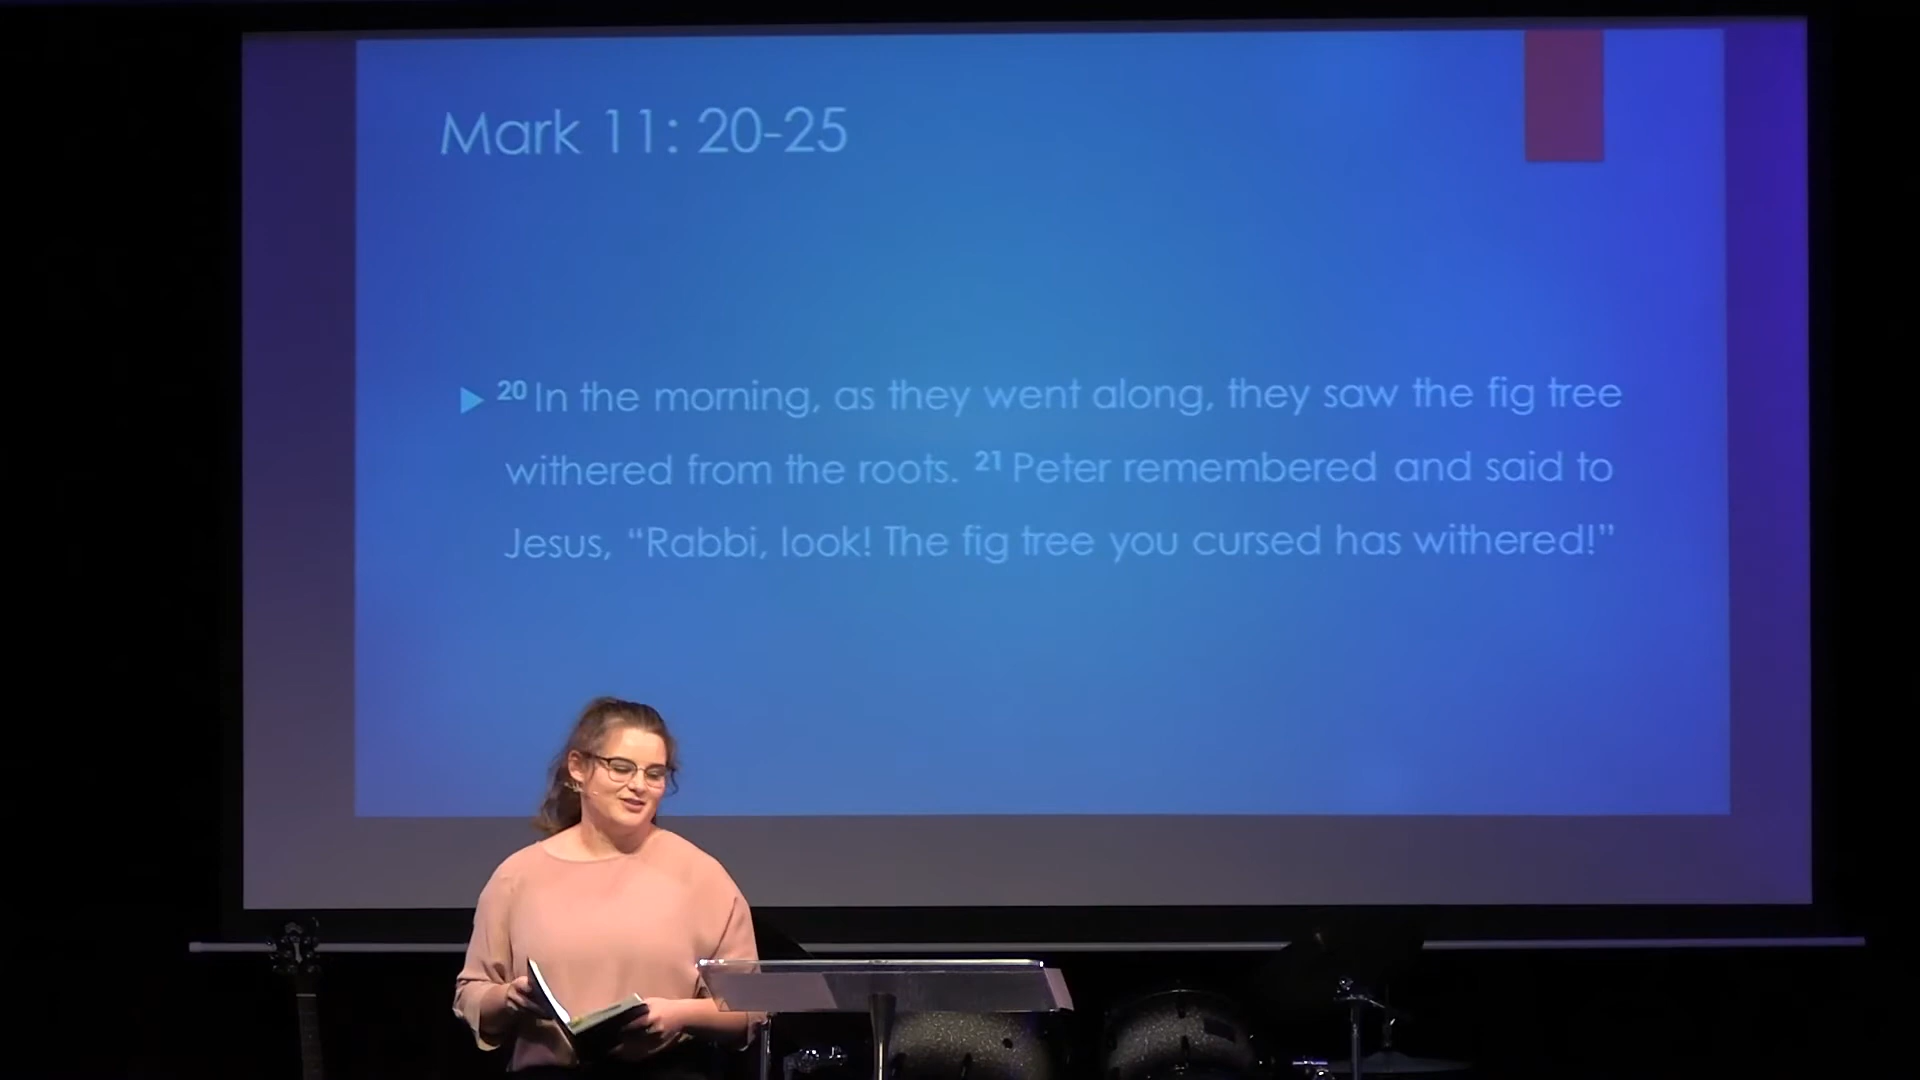 Mark 11: 20-25
20 In the morning, as they went along, they saw the fig tree
withered from the roots. 21 Peter remembered and said to
Jesus, “Rabbi, look! The fig tree you cursed has withered!”